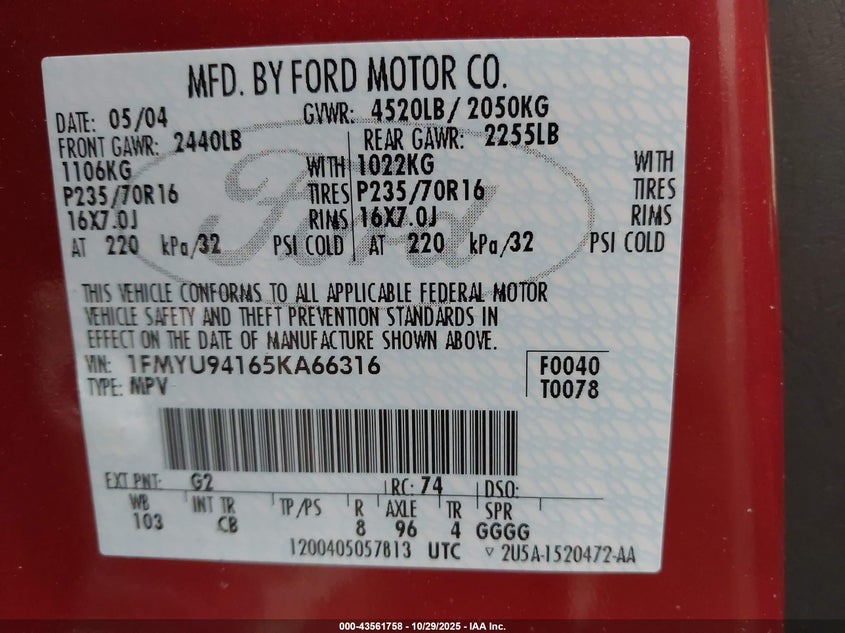 MFD. BY FORD MOTOR CO.
DATE: 05/04 GVWR: 4520LB/ 2050KG
FRONT GAWR: 2440LB REAR GAWR: 2255LB
1106KG WITH 1022KG WITH
P235/70R16 TIRES P235/70R16 TIRES
16X7.0J RIMS 16X7.0J RIMS
AT 220 kPa/32 PSI COLD AT 220 kPa/32 PSI COLD
Ford
THIS VEHICLE CONFORMS TO ALL APPLICABLE FEDERAL MOTOR
VEHICLE SAFETY AND THEFT PREVENTION STANDARDS IN
EFFECT ON THE DATE OF MANUFACTURE SHOWN ABOVE.
VIN: 1FMYU94165KA66316 F0040
TYPE: MPV T0078
EXT PNT: G2 RC: 74 DSO:
WB INT TR TP/PS R AXLE TR SPR
103 CB 8 96 4 GGGG
1200405057813 UTC ▽ 2U5A-1520472-AA
000-43561758 - 10/29/2025 - IAA Inc.